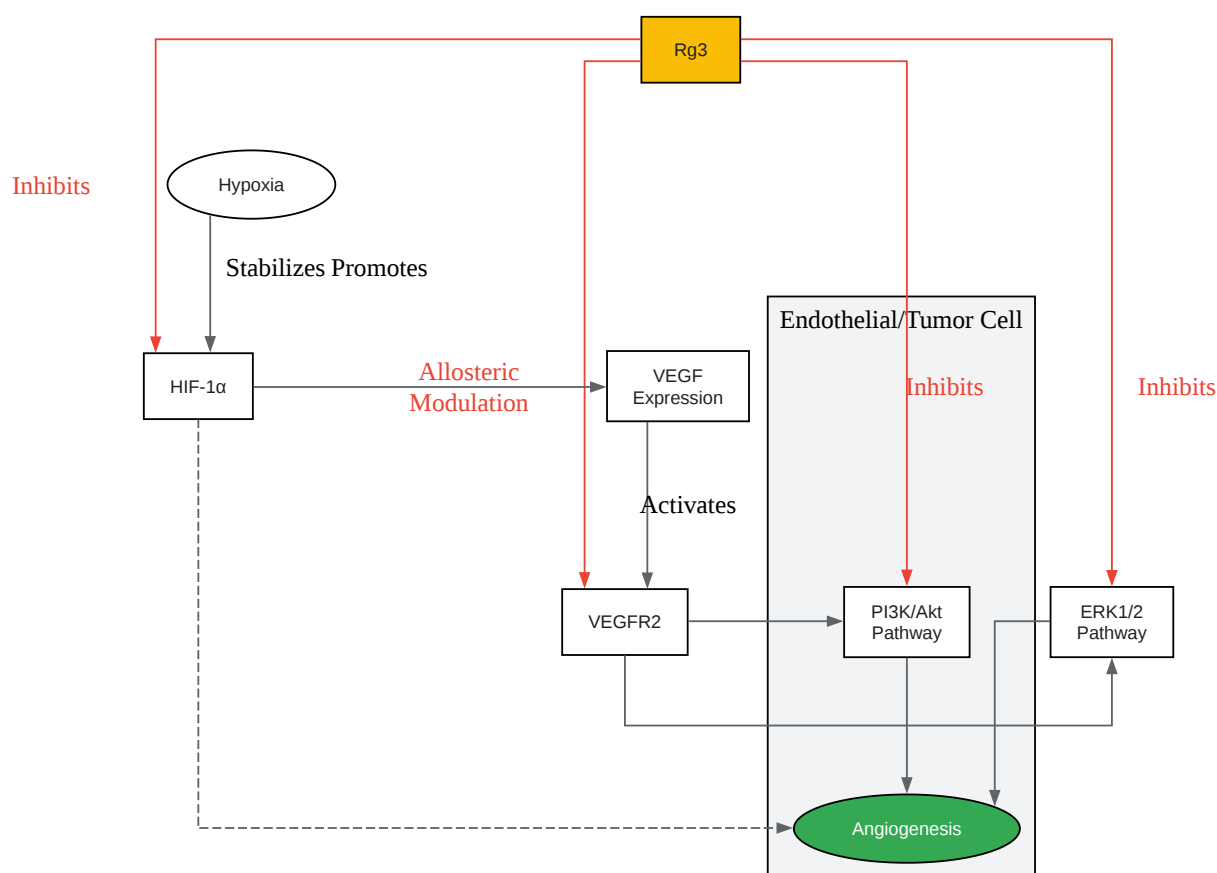 Rg3
Inhibits
Hypoxia
Stabilizes Promotes
Endothelial/Tumor Cell
HIF-1α
Allosteric
Modulation
VEGF
Expression
Inhibits
Inhibits
Activates
VEGFR2
PI3K/Akt
Pathway
ERK1/2
Pathway
Angiogenesis